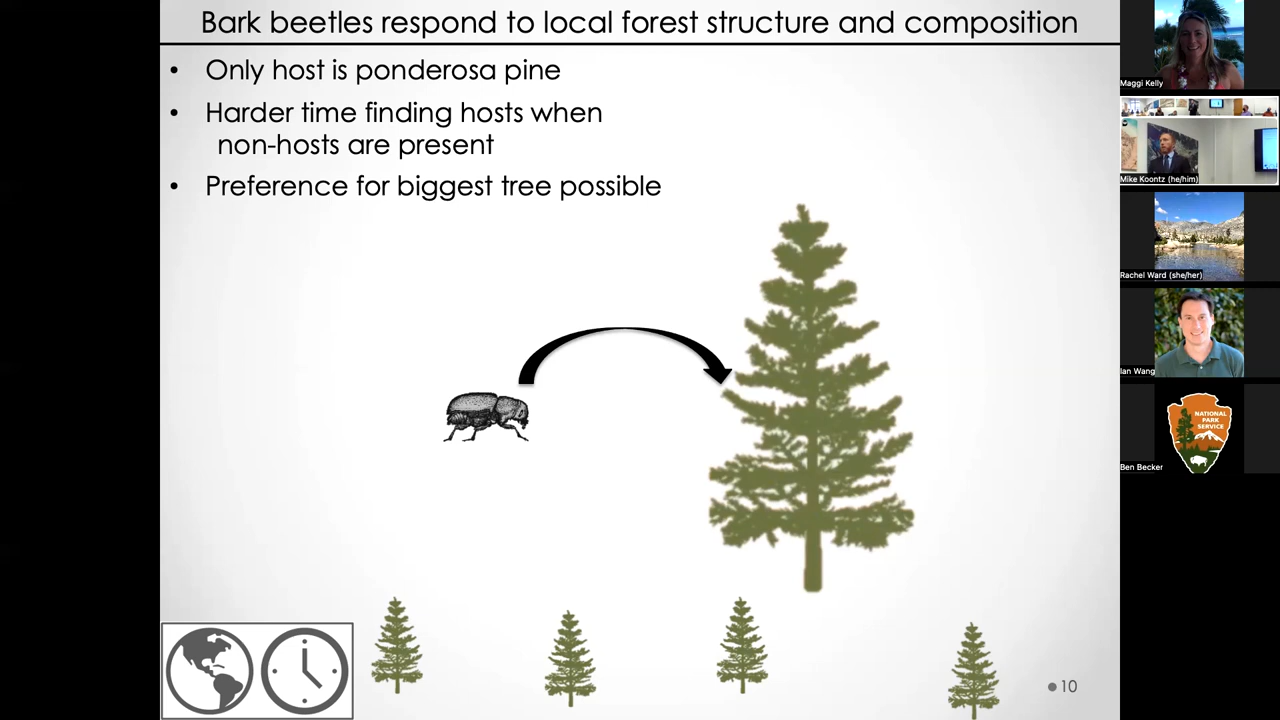 Bark beetles respond to local forest structure and composition
• Only host is ponderosa pine
• Harder time finding hosts when
non-hosts are present
• Preference for biggest tree possible
10
Maggi Kelly
Mike Koontz (he/him)
Rachel Ward (she/her)
Ian Wang
NATIONAL
PARK
SERVICE
Ben Becker